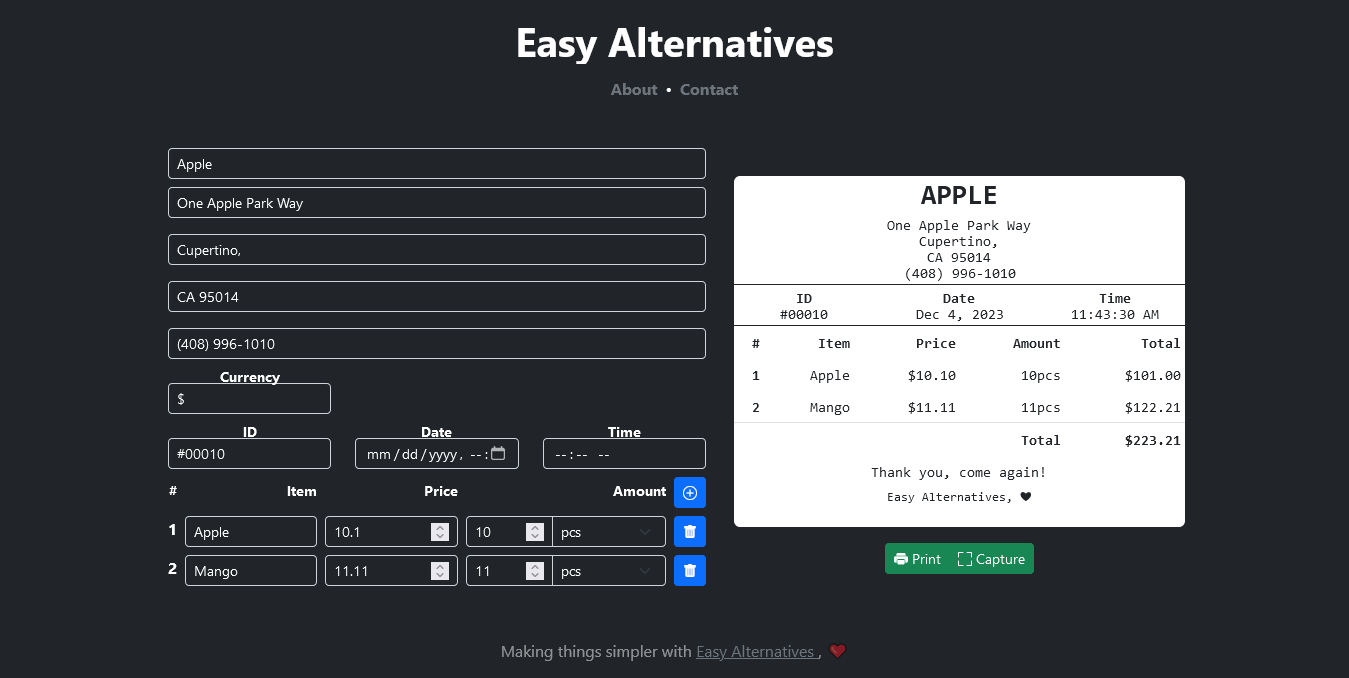 Easy Alternatives
About • Contact
Apple
One Apple Park Way
Cupertino,
CA 95014
(408) 996-1010
Currency
$
ID Date Time
#00010 mm/dd/yyyy, --:-- --:-- --
# Item Price Amount
1 Apple 10.1 10 pcs
2 Mango 11.11 11 pcs
APPLE
One Apple Park Way
Cupertino,
CA 95014
(408) 996-1010
ID Date Time
#00010 Dec 4, 2023 11:43:30 AM
# Item Price Amount Total
1 Apple $10.10 10pcs $101.00
2 Mango $11.11 11pcs $122.21
Total $223.21
Thank you, come again!
Easy Alternatives, ♥
Print Capture
Making things simpler with Easy Alternatives , ♥